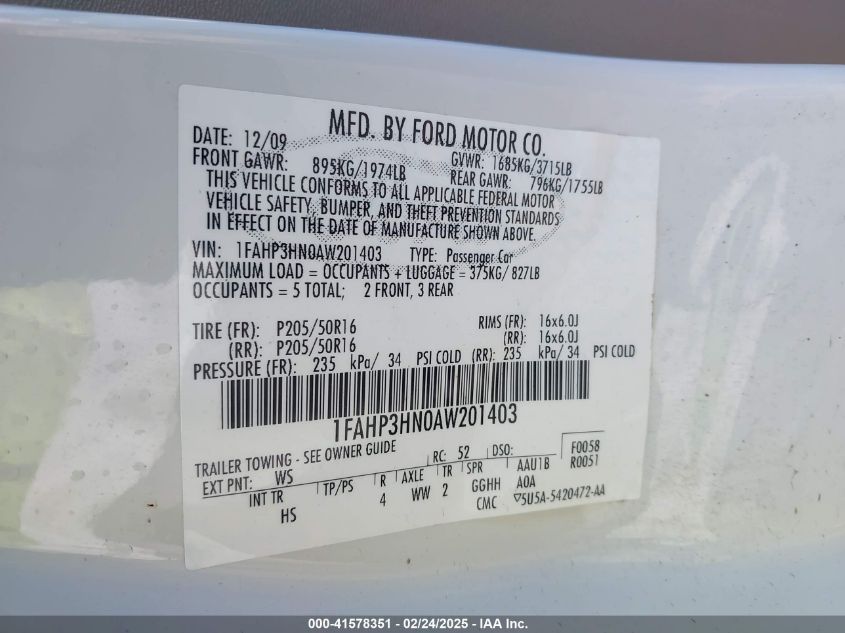 MFD. BY FORD MOTOR CO.
DATE: 12/09 GVWR: 1685KG/3715LB
FRONT GAWR: 895KG/1974LB REAR GAWR: 796KG/1755LB
THIS VEHICLE CONFORMS TO ALL APPLICABLE FEDERAL MOTOR
VEHICLE SAFETY, BUMPER, AND THEFT PREVENTION STANDARDS
IN EFFECT ON THE DATE OF MANUFACTURE SHOWN ABOVE.
VIN: 1FAHP3HN0AW201403 TYPE: Passenger Car
MAXIMUM LOAD = OCCUPANTS + LUGGAGE = 375KG/ 827LB
OCCUPANTS = 5 TOTAL; 2 FRONT, 3 REAR
TIRE (FR): P205/50R16 RIMS (FR): 16x6.0J
(RR): P205/50R16 (RR): 16x6.0J
PRESSURE (FR): 235 kPa/ 34 PSI COLD (RR): 235 kPa/ 34 PSI COLD
1FAHP3HN0AW201403
TRAILER TOWING - SEE OWNER GUIDE RC: 52 DSO: F0058
EXT PNT: WS R0051
INT TR TP/PS R AXLE TR SPR AAU1B
HS 4 WW 2 GGHH A0A
CMC ▽5U5A-5420472-AA
000-41578351 - 02/24/2025 - IAA Inc.